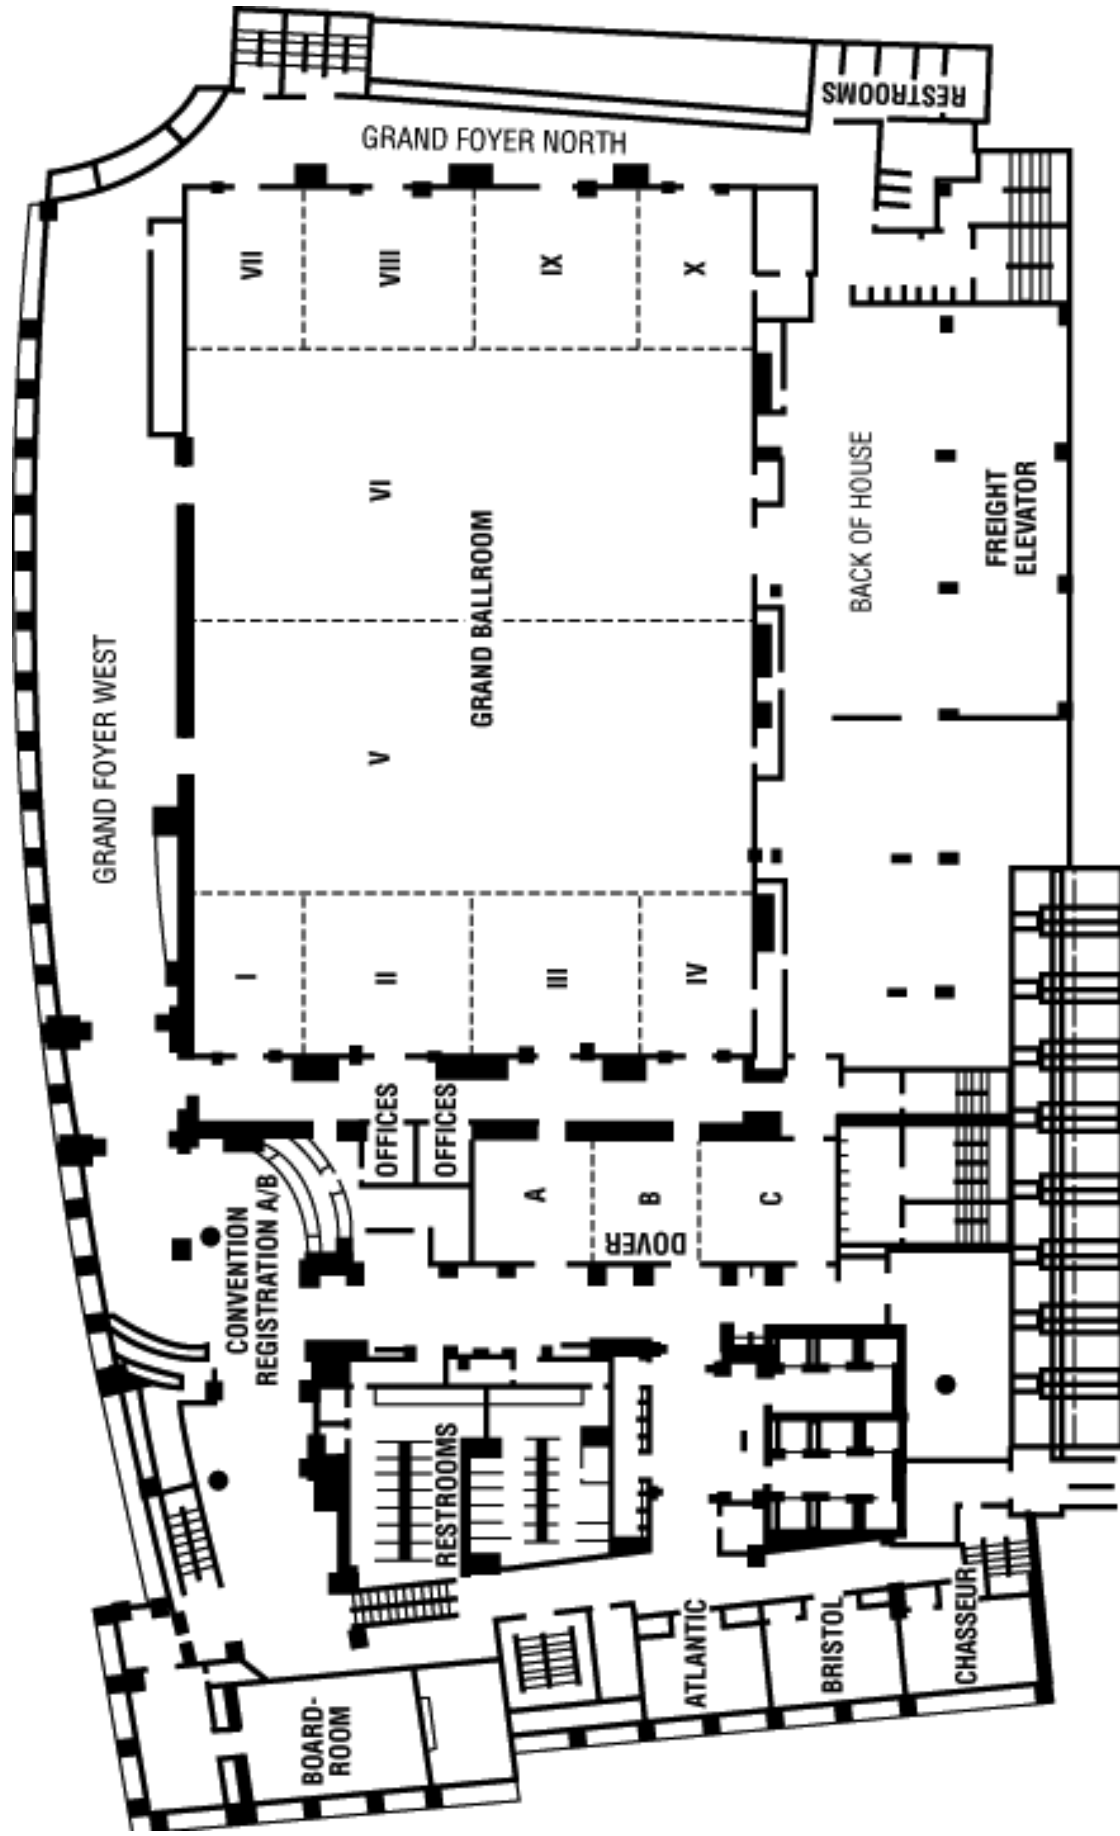 RESTROOMS
GRAND FOYER NORTH
VII
VIII
IX
X
VI
GRAND BALLROOM
BACK OF HOUSE
FREIGHT
ELEVATOR
GRAND FOYER WEST
V
I
II
III
IV
OFFICES
OFFICES
A
B
C
DOVER
CONVENTION
REGISTRATION A/B
RESTROOMS
ATLANTIC
BRISTOL
CHASSEUR
BOARD-
ROOM